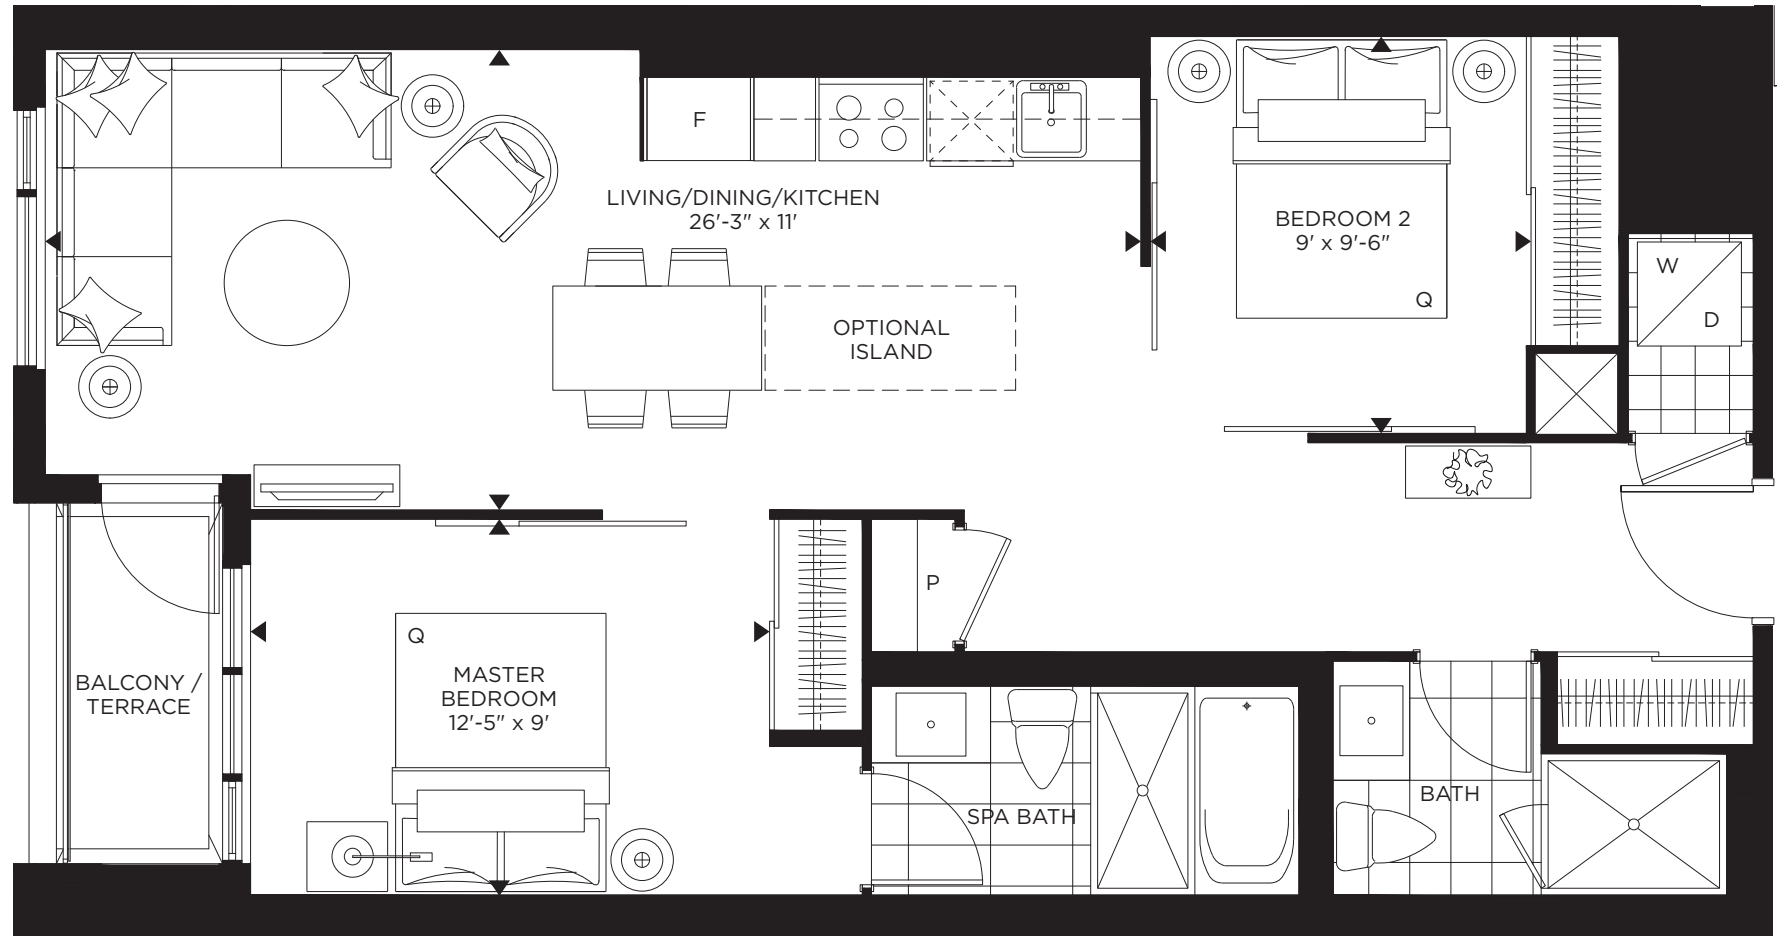 F
LIVING/DINING/KITCHEN
26'-3" x 11'
BEDROOM 2
9' x 9'-6"
Q
W
D
OPTIONAL
ISLAND
P
Q
MASTER
BEDROOM
12'-5" x 9'
BALCONY /
TERRACE
SPA BATH
BATH